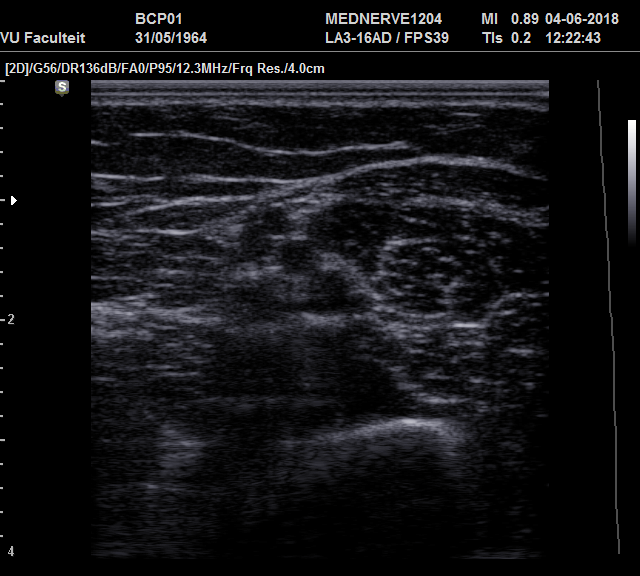 BCP01 MEDNERVE1204 MI 0.89 04-06-2018
VU Faculteit 31/05/1964 LA3-16AD / FPS39 TIs 0.2 12:22:43
[2D]/G56/DR136dB/FA0/P95/12.3MHz/Frq Res./4.0cm
S
2
4